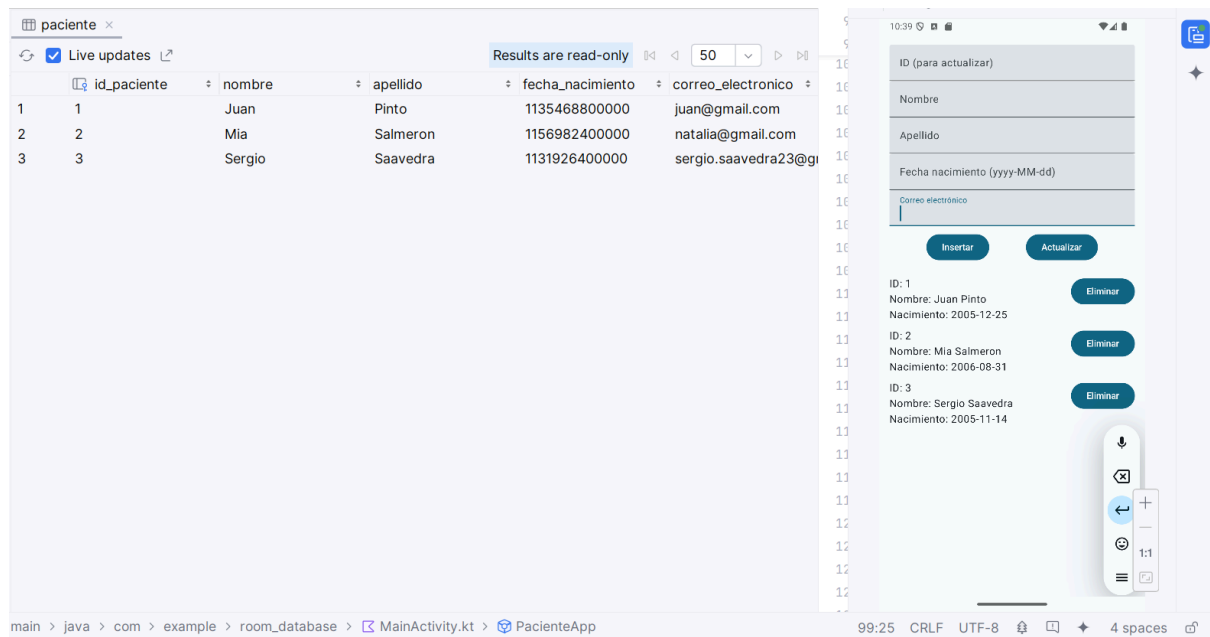 paciente
Live updates
Results are read-only
50
id_paciente nombre apellido fecha_nacimiento correo_electronico
1 1 Juan Pinto 1135468800000 juan@gmail.com
2 2 Mia Salmeron 1156982400000 natalia@gmail.com
3 3 Sergio Saavedra 1131926400000 sergio.saavedra23@g
10:39
ID (para actualizar)
Nombre
Apellido
Fecha nacimiento (yyyy-MM-dd)
Correo electrónico
Insertar Actualizar
ID: 1
Nombre: Juan Pinto
Nacimiento: 2005-12-25
Eliminar
ID: 2
Nombre: Mia Salmeron
Nacimiento: 2006-08-31
Eliminar
ID: 3
Nombre: Sergio Saavedra
Nacimiento: 2005-11-14
Eliminar
1:1
main > java > com > example > room_database > MainActivity.kt > PacienteApp
99:25 CRLF UTF-8 4 spaces